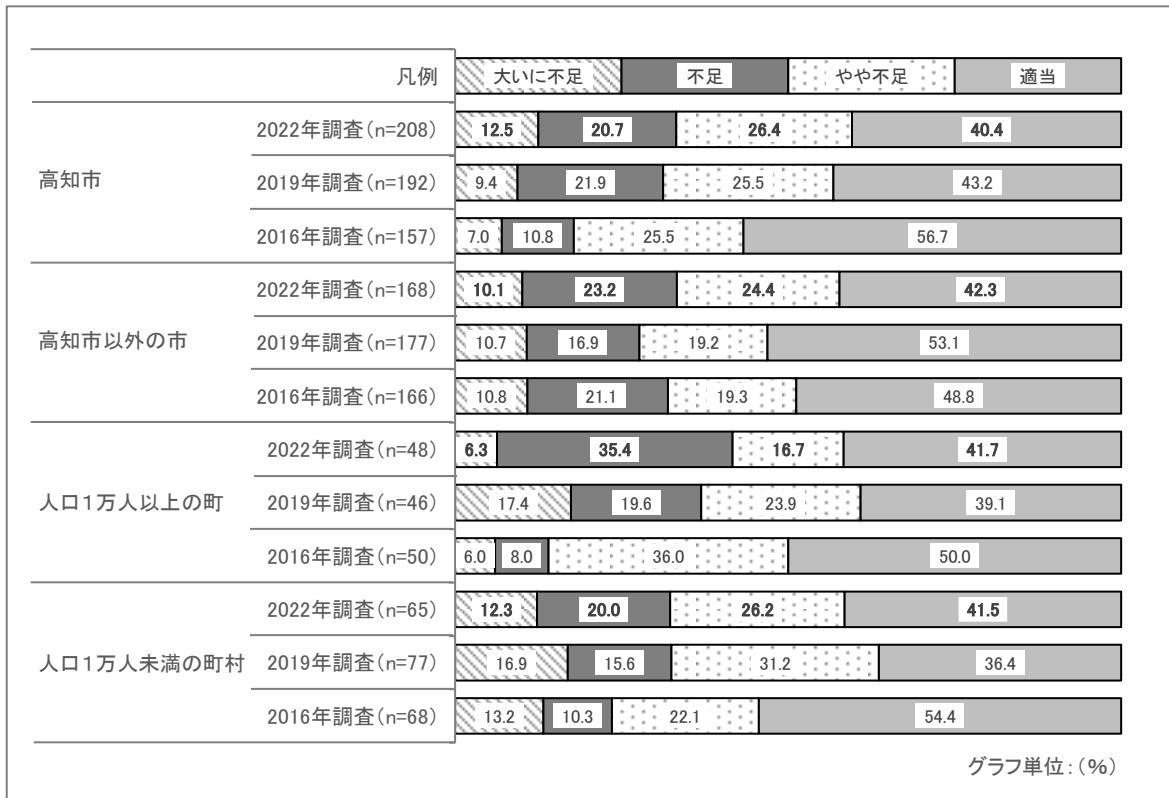 凡例 大いに不足 不足 やや不足 適当
高知市
2022年調査(n=208) 12.5 20.7 26.4 40.4
2019年調査(n=192) 9.4 21.9 25.5 43.2
2016年調査(n=157) 7.0 10.8 25.5 56.7
高知市以外の市
2022年調査(n=168) 10.1 23.2 24.4 42.3
2019年調査(n=177) 10.7 16.9 19.2 53.1
2016年調査(n=166) 10.8 21.1 19.3 48.8
人口1万人以上の町
2022年調査(n=48) 6.3 35.4 16.7 41.7
2019年調査(n=46) 17.4 19.6 23.9 39.1
2016年調査(n=50) 6.0 8.0 36.0 50.0
人口1万人未満の町村
2022年調査(n=65) 12.3 20.0 26.2 41.5
2019年調査(n=77) 16.9 15.6 31.2 36.4
2016年調査(n=68) 13.2 10.3 22.1 54.4
グラフ単位:(%)